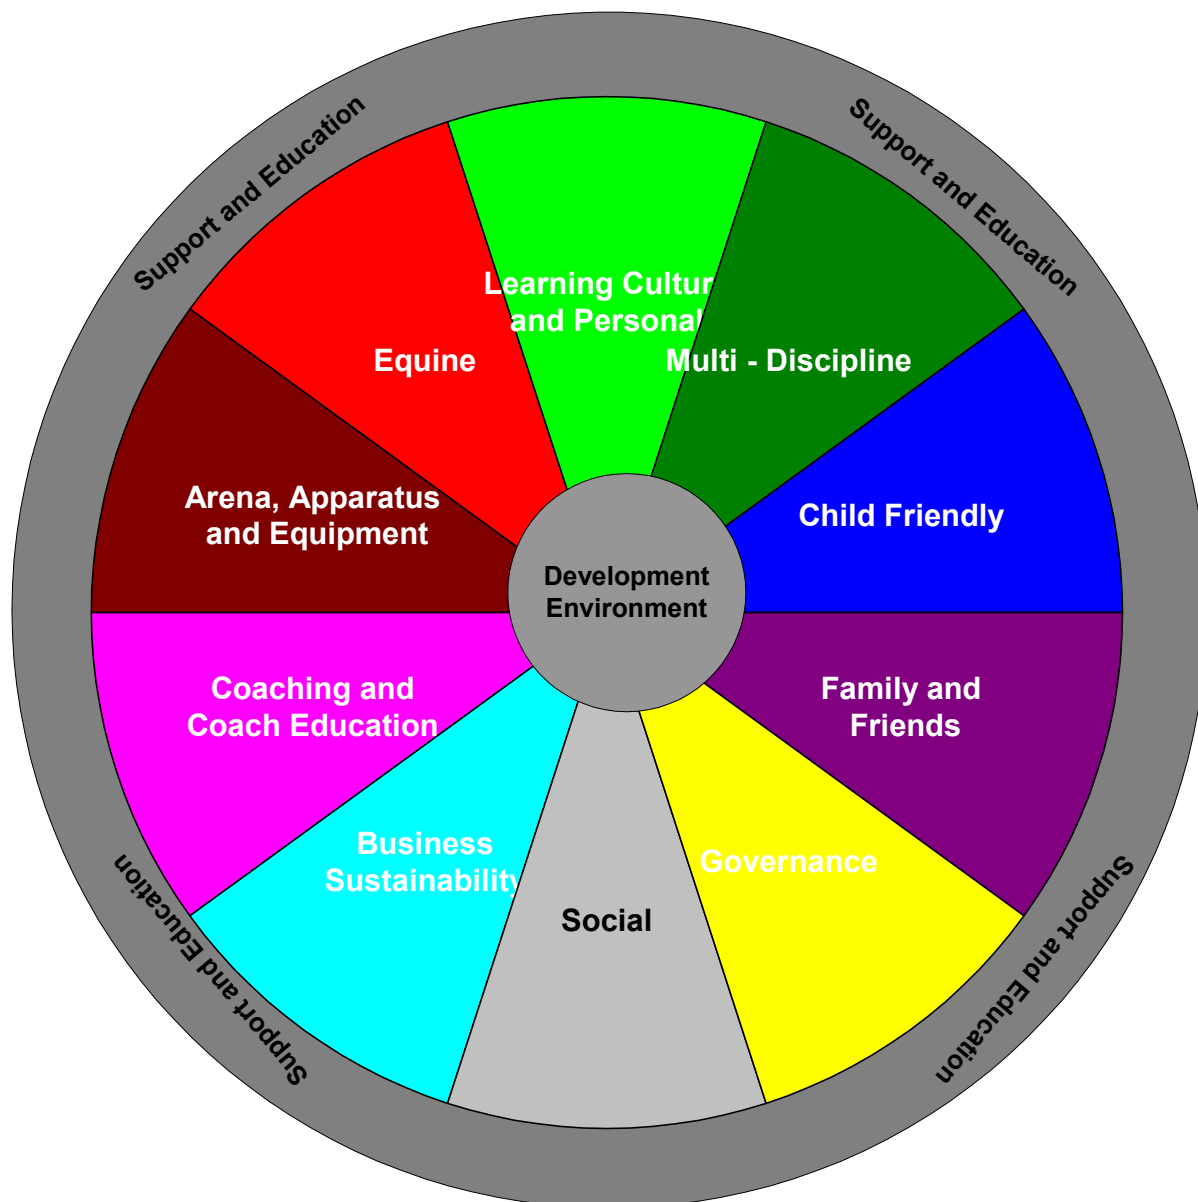 Support and Education
Support and Education
Learning Cultur
and Personal
Equine
Multi - Discipline
Arena, Apparatus
and Equipment
Child Friendly
Development
Environment
Coaching and
Coach Education
Family and
Friends
Business
Sustainability
Governance
Social
Support and Education
Support and Education